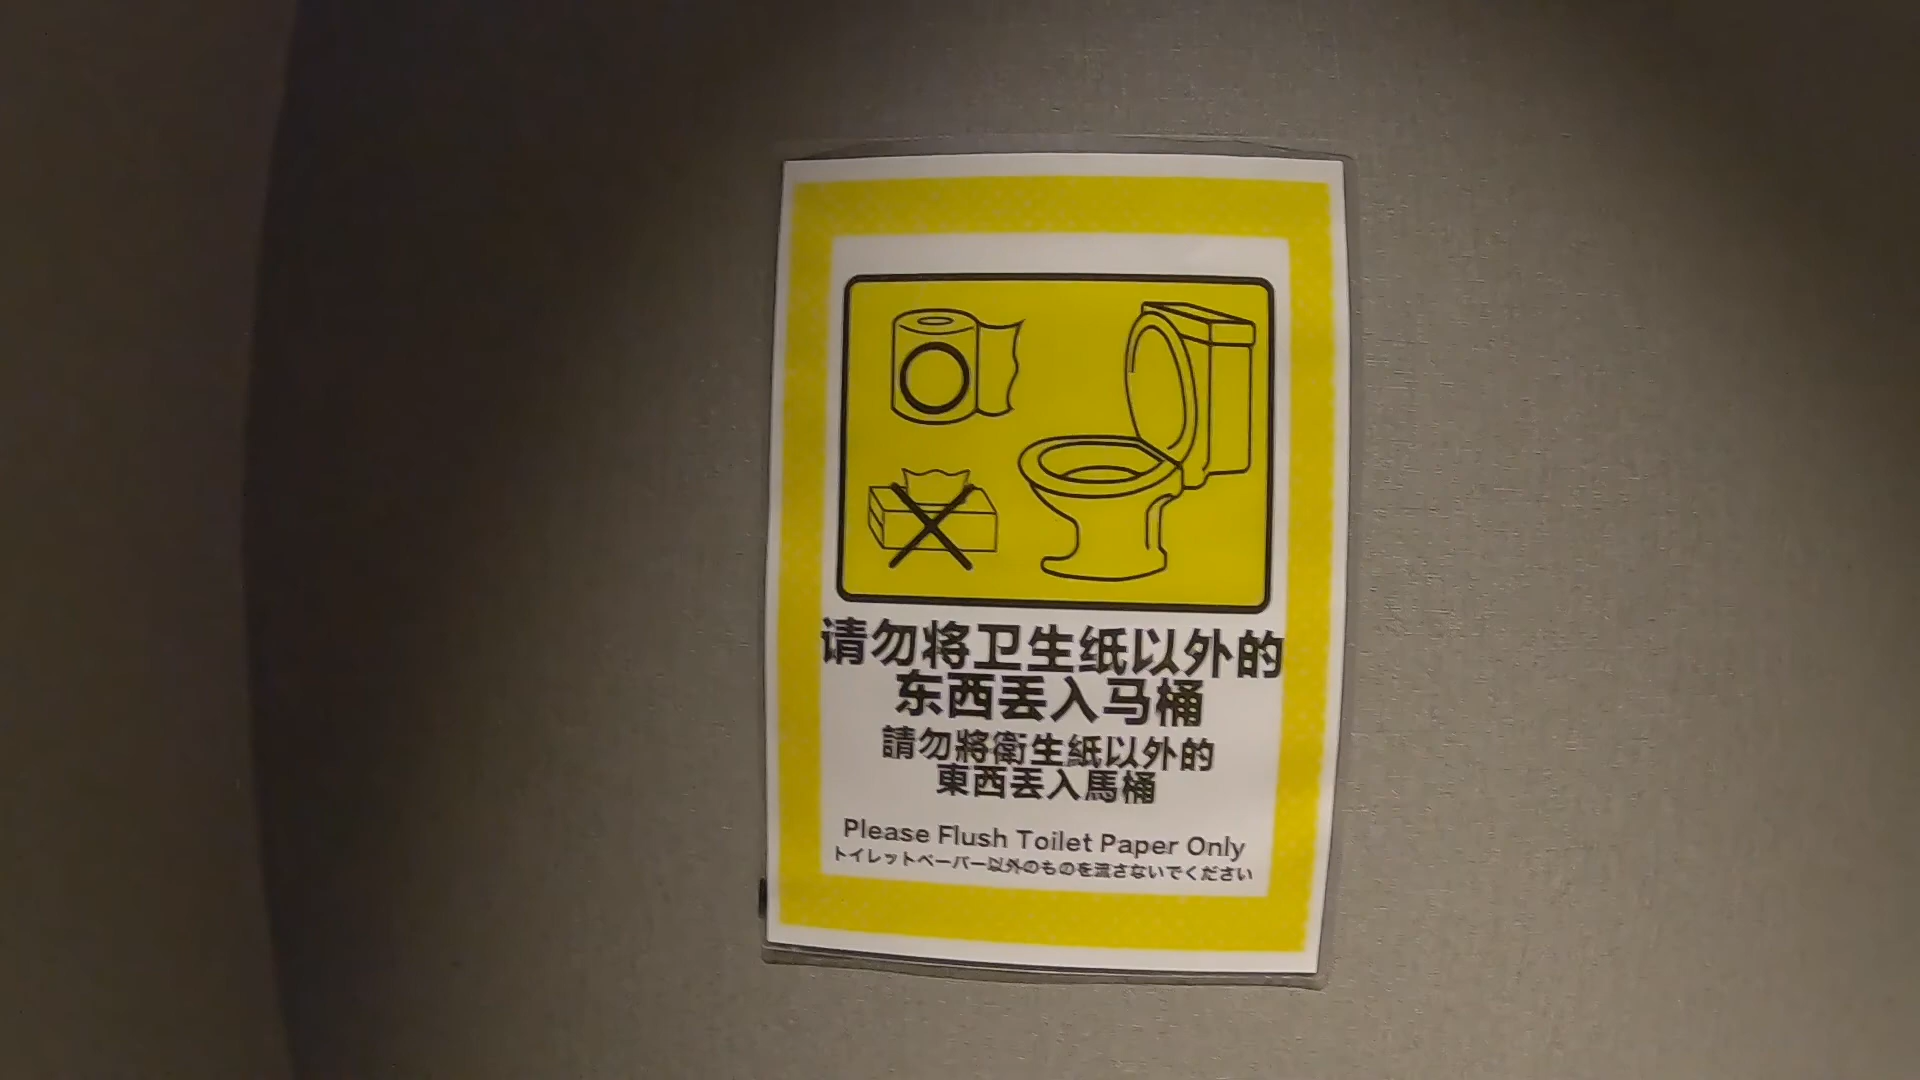 请勿将卫生纸以外的
东西丢入马桶
請勿將衛生紙以外的
東西丟入馬桶
Please Flush Toilet Paper Only
トイレットペーパー以外のものを流さないでください